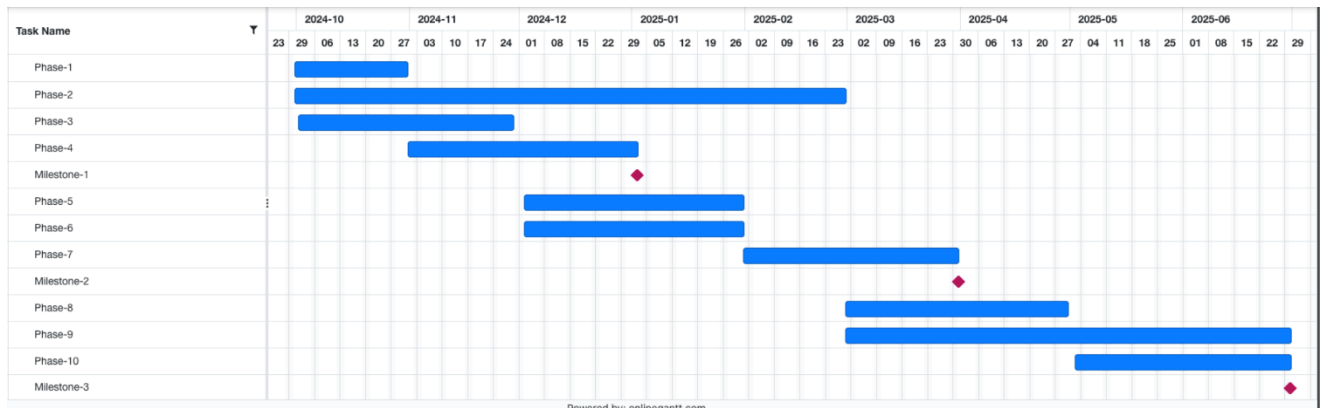 2024-10 2024-11 2024-12 2025-01 2025-02 2025-03 2025-04 2025-05 2025-06
Task Name
23 29 06 13 20 27 03 10 17 24 01 08 15 22 29 05 12 19 26 02 09 16 23 02 09 16 23 30 06 13 20 27 04 11 18 25 01 08 15 22 29
Phase-1
Phase-2
Phase-3
Phase-4
Milestone-1
Phase-5
Phase-6
Phase-7
Milestone-2
Phase-8
Phase-9
Phase-10
Milestone-3
Powered by: onlinegantt.com